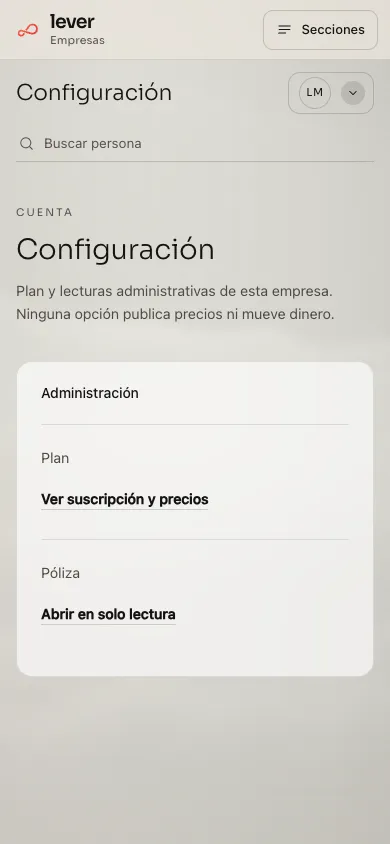 lever
Empresas
Secciones
Configuración
LM
Buscar persona
CUENTA
Configuración
Plan y lecturas administrativas de esta empresa.
Ninguna opción publica precios ni mueve dinero.
Administración
Plan
Ver suscripción y precios
Póliza
Abrir en solo lectura